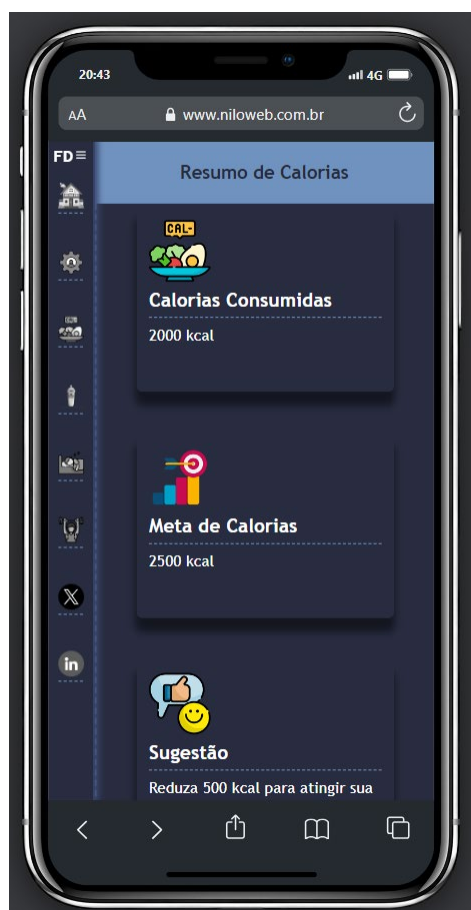 20:43
4G
AA
www.niloweb.com.br
FD
Resumo de Calorias
CAL-
Calorias Consumidas
2000 kcal
Meta de Calorias
2500 kcal
X
in
Sugestão
Reduza 500 kcal para atingir sua